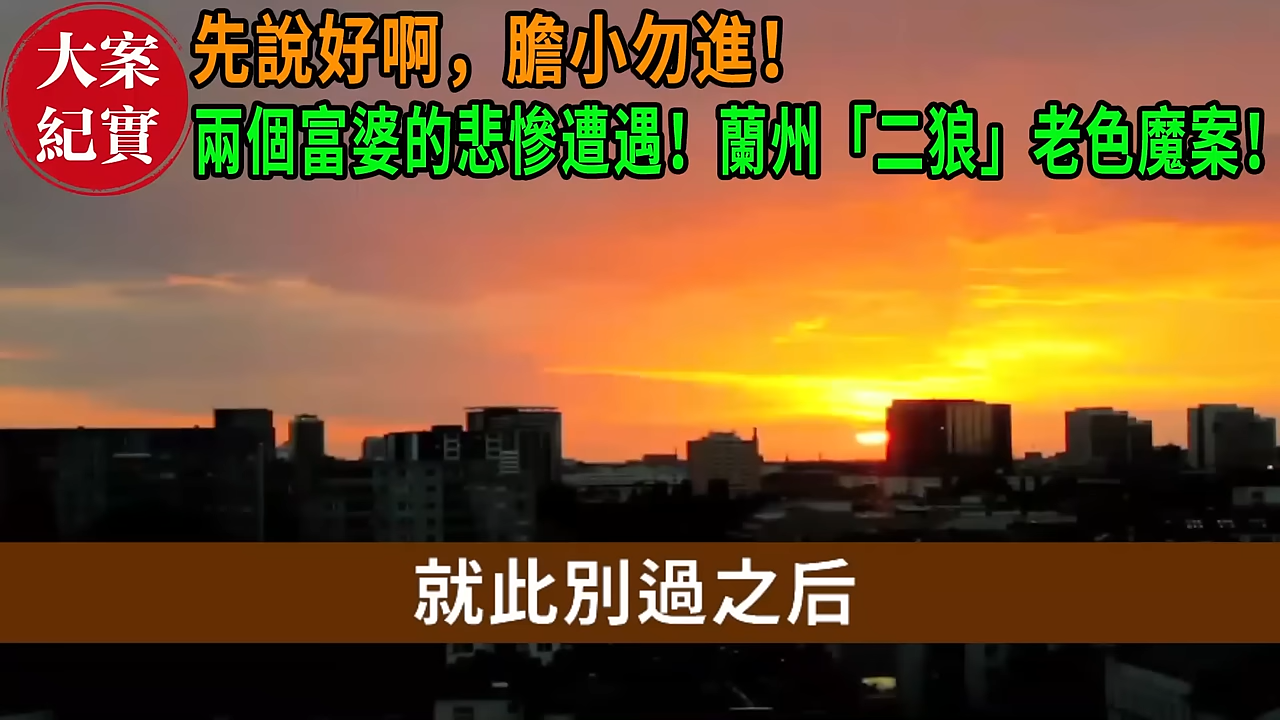 大案
紀實
先說好啊，膽小勿進！
兩個富婆的悲慘遭遇！蘭州「二狼」老色魔案！
就此別過之后